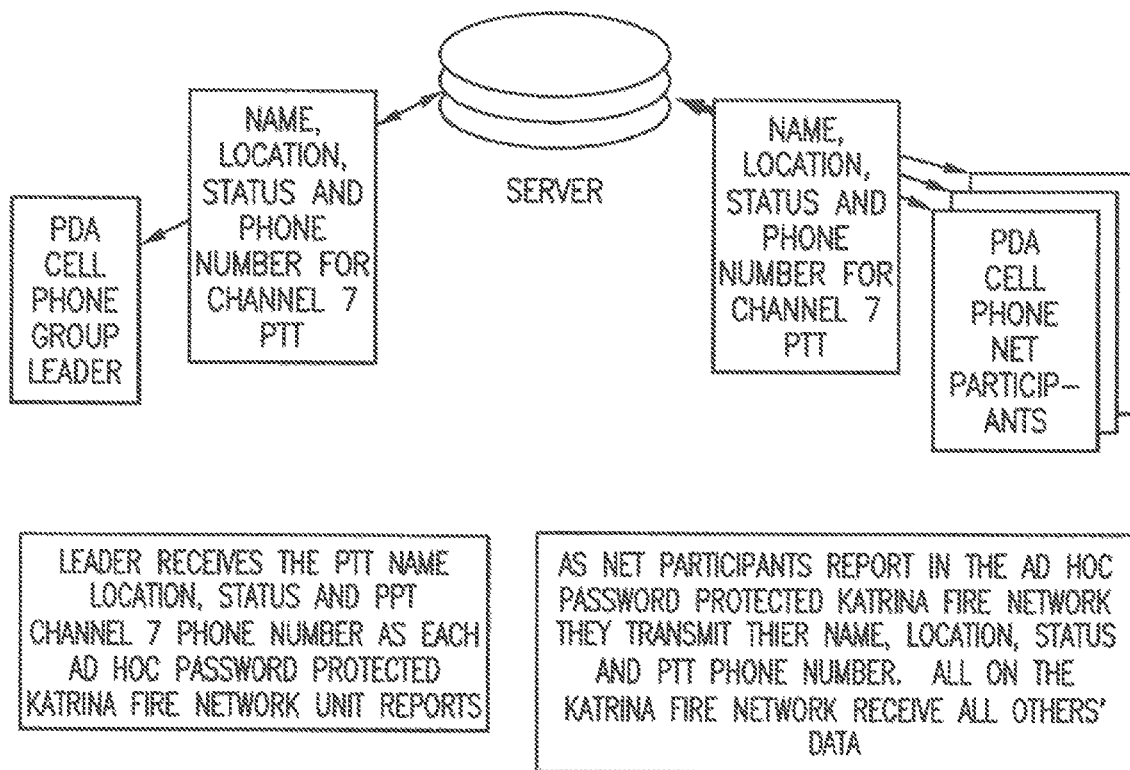 NAME,
LOCATION,
STATUS AND
PHONE
NUMBER FOR
CHANNEL 7
PTT
SERVER
NAME,
LOCATION,
STATUS AND
PHONE
NUMBER FOR
CHANNEL 7
PTT
PDA
CELL
PHONE
GROUP
LEADER
PDA
CELL
PHONE
NET
PARTICIP-
ANTS
LEADER RECEIVES THE PTT NAME
LOCATION, STATUS AND PPT
CHANNEL 7 PHONE NUMBER AS EACH
AD HOC PASSWORD PROTECTED
KATRINA FIRE NETWORK UNIT REPORTS
AS NET PARTICIPANTS REPORT IN THE AD HOC
PASSWORD PROTECTED KATRINA FIRE NETWORK
THEY TRANSMIT THIER NAME, LOCATION, STATUS
AND PTT PHONE NUMBER. ALL ON THE
KATRINA FIRE NETWORK RECEIVE ALL OTHERS'
DATA